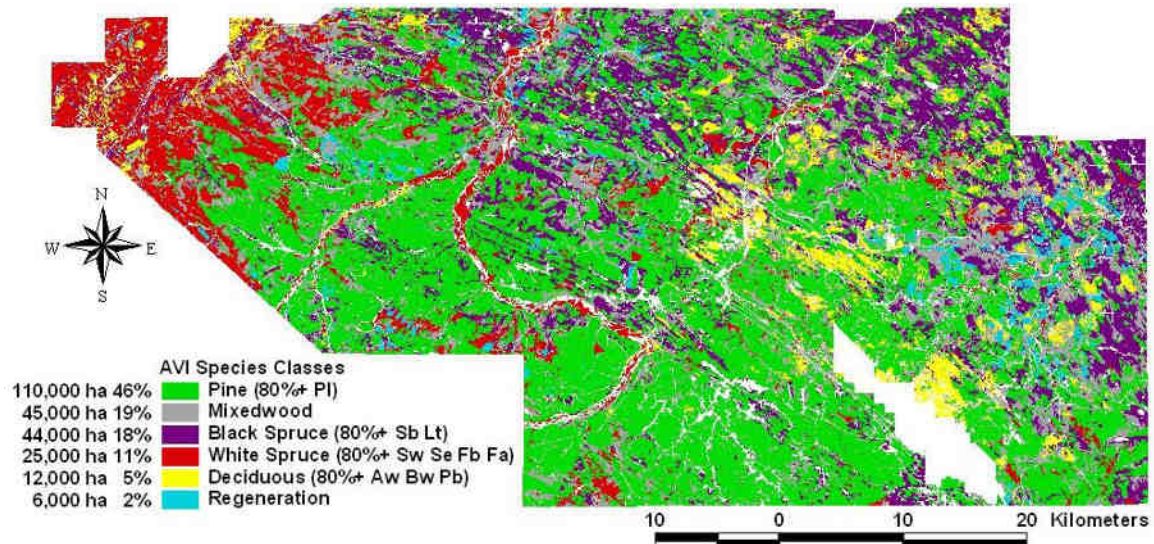 N
W E
S
AVI Species Classes
110,000 ha 46% Pine (80%+ Pl)
45,000 ha 19% Mixedwood
44,000 ha 18% Black Spruce (80%+ Sb Lt)
25,000 ha 11% White Spruce (80%+ Sw Se Fb Fa)
12,000 ha 5% Deciduous (80%+ Aw Bw Pb)
6,000 ha 2% Regeneration
10 0 10 20 Kilometers